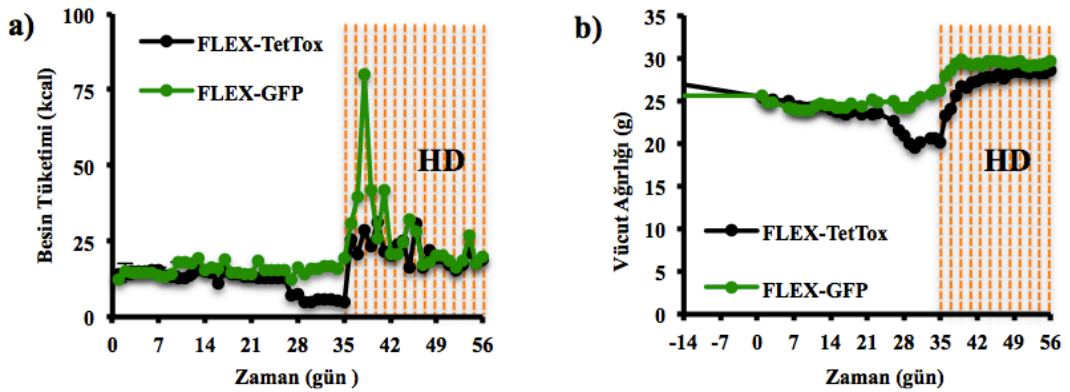 a)
Besin Tüketimi (kcal)
100
75
50
25
0
FLEX-TetTox
FLEX-GFP
HD
0 7 14 21 28 35 42 49 56
Zaman (gün )
b)
Vücut Ağırlığı (g)
35
30
25
20
15
10
5
0
HD
FLEX-TetTox
FLEX-GFP
-14 -7 0 7 14 21 28 35 42 49 56
Zaman (gün)